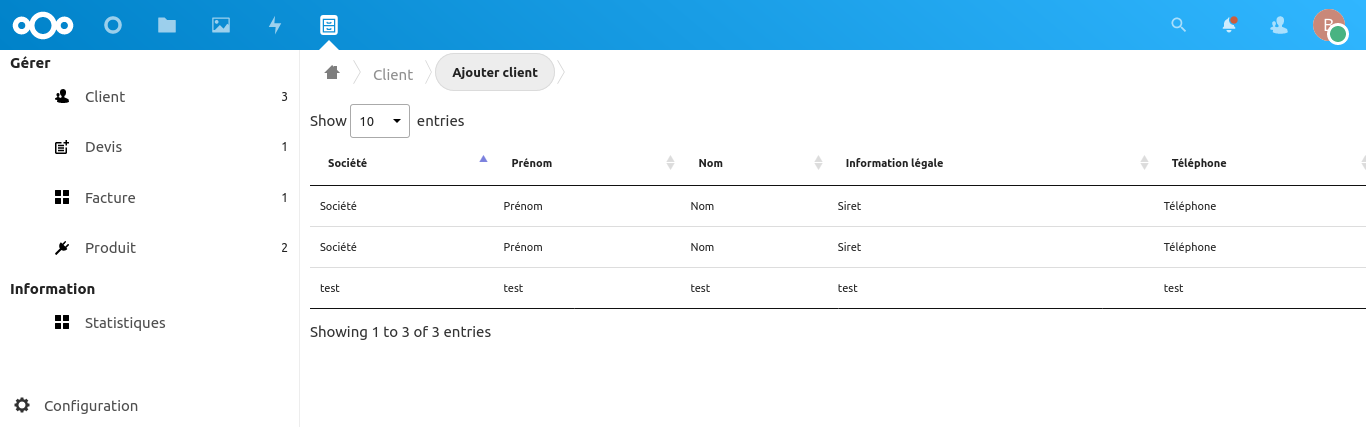 B
Gérer
Client 3
Devis 1
Facture 1
Produit 2
Information
Statistiques
Configuration
Client Ajouter client
Show 10 entries
Société Prénom Nom Information légale Téléphone
Société Prénom Nom Siret Téléphone
Société Prénom Nom Siret Téléphone
test test test test test
Showing 1 to 3 of 3 entries